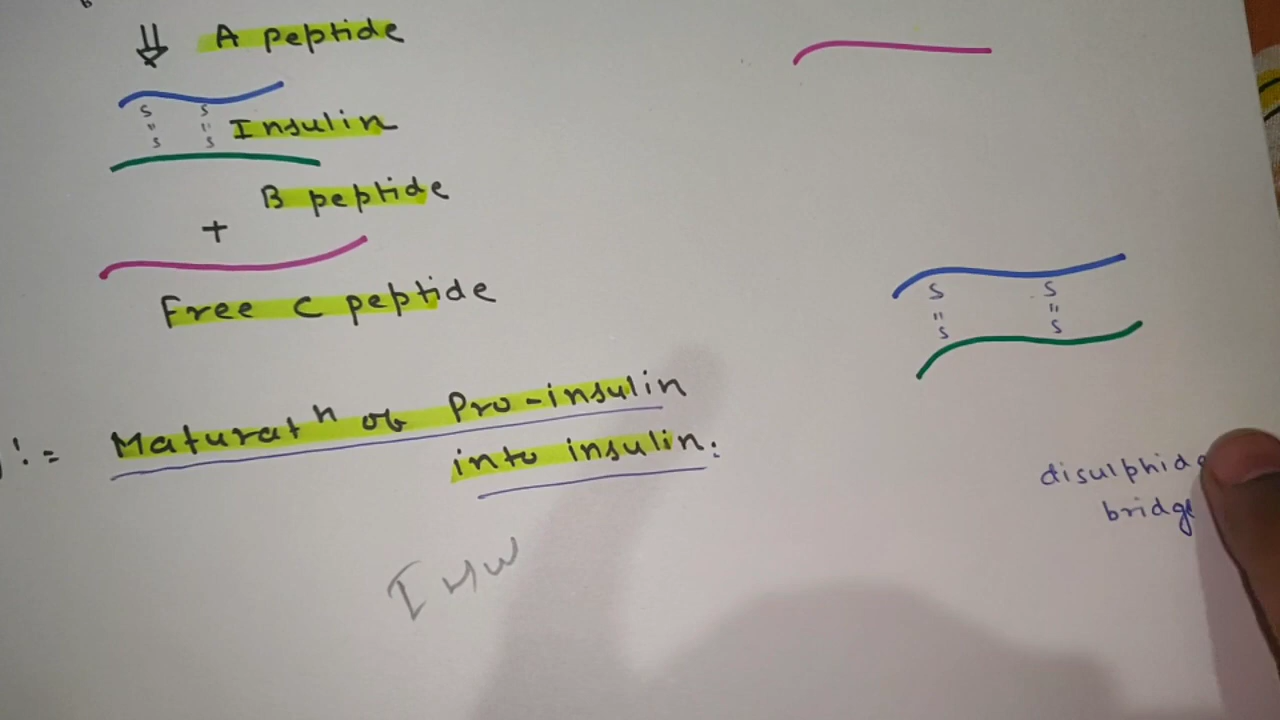 A peptide
S S
" "
S S
Insulin
B peptide
+
Free C peptide
S S
" "
S S
!= Maturatⁿ of Pro-insulin
into insulin.
disulphide
bridge